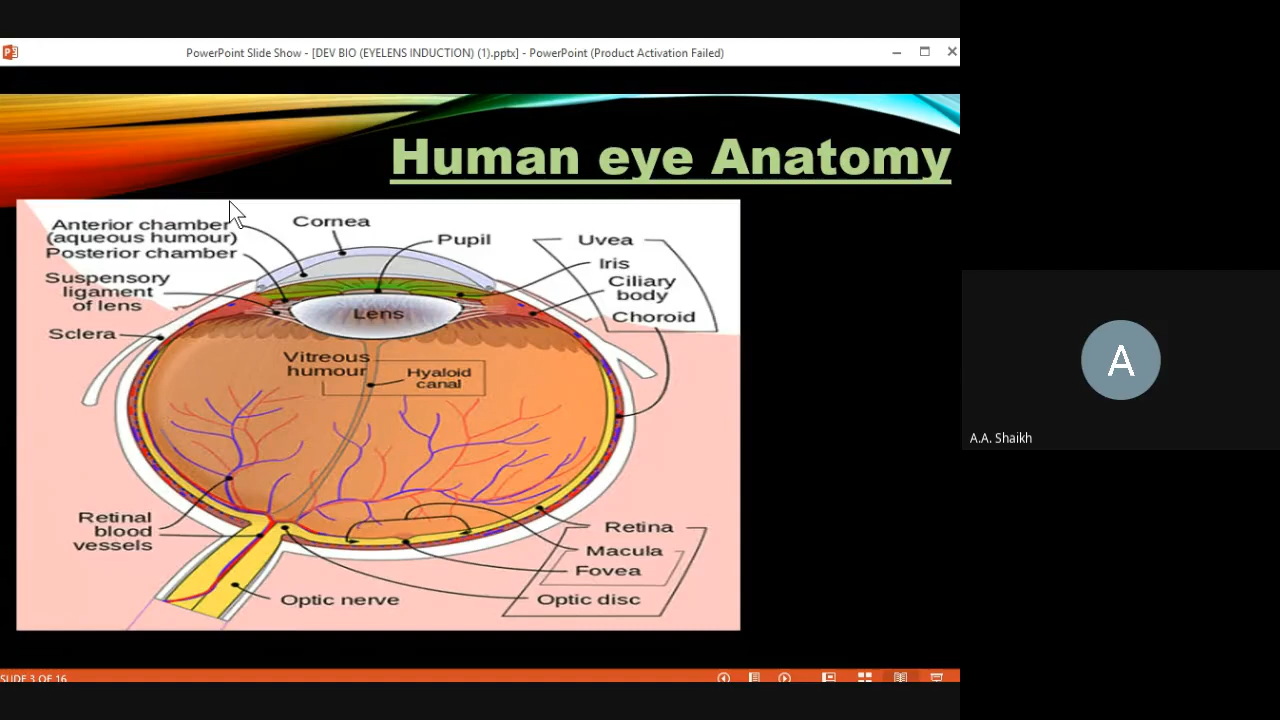 PowerPoint Slide Show - [DEV BIO (EYELENS INDUCTION) (1).pptx] - PowerPoint (Product Activation Failed)
Human eye Anatomy
Anterior chamber
(aqueous humour)
Posterior chamber
Suspensory
ligament
of lens
Sclera
Cornea
Pupil
Uvea
Iris
Ciliary
body
Choroid
Lens
Vitreous
humour
Hyaloid
canal
Retinal
blood
vessels
Optic nerve
Retina
Macula
Fovea
Optic disc
SLIDE 3 OF 16
A
A.A. Shaikh